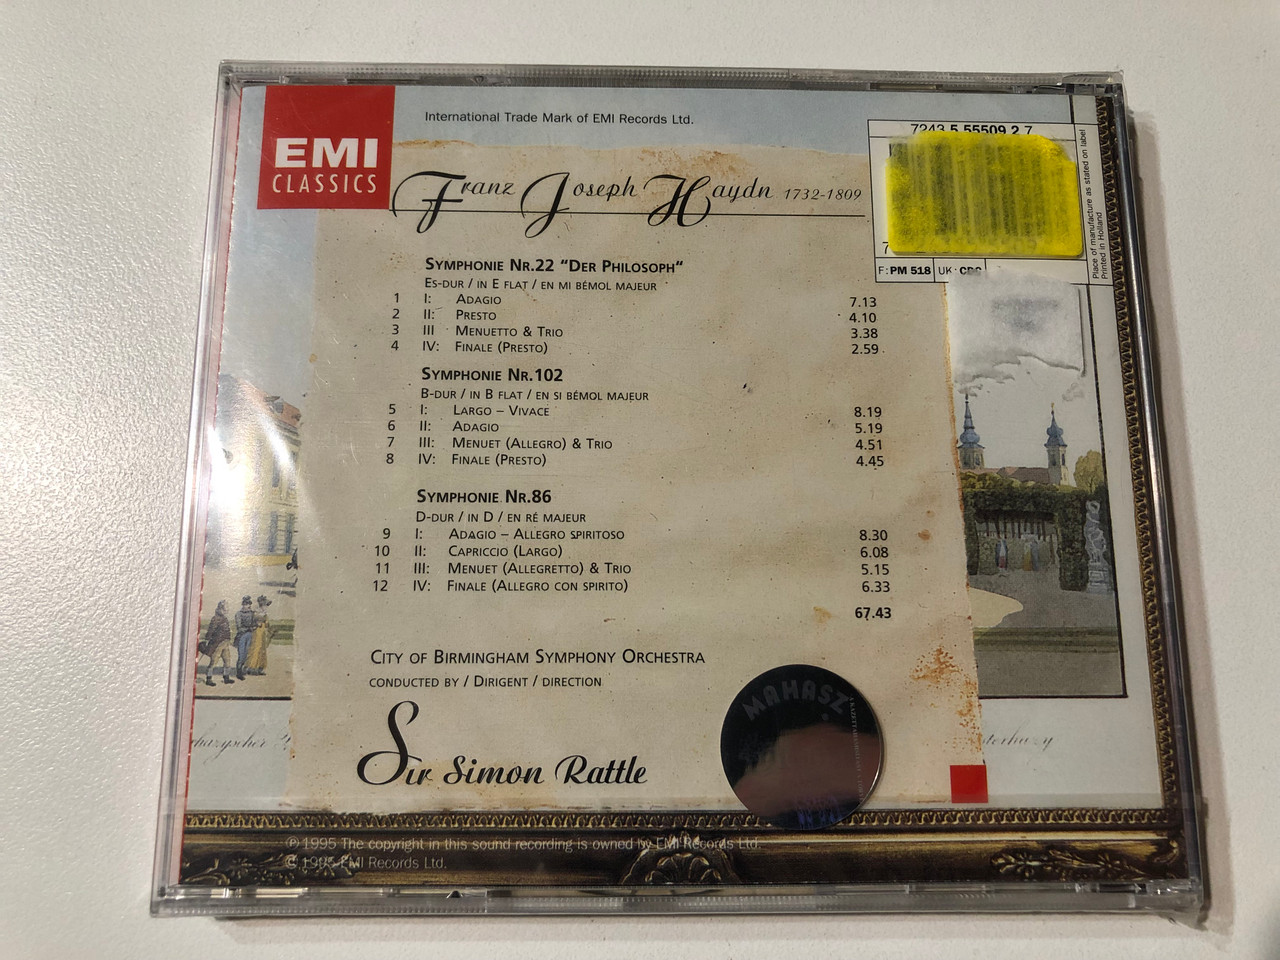 EMI
CLASSICS
International Trade Mark of EMI Records Ltd.
7243 5 55509 2 7
Franz Joseph Haydn 1732-1809
7
F: PM 518 UK: CDC
Place of manufacture as stated on label
Printed in Holland
Symphonie Nr.22 “Der Philosoph“
Es-dur / in E flat / en mi bémol majeur
1 I: Adagio 7.13
2 II: Presto 4.10
3 III Menuetto & Trio 3.38
4 IV: Finale (Presto) 2.59
Symphonie Nr.102
B-dur / in B flat / en si bémol majeur
5 I: Largo – Vivace 8.19
6 II: Adagio 5.19
7 III: Menuet (Allegro) & Trio 4.51
8 IV: Finale (Presto) 4.45
Symphonie Nr.86
D-dur / in D / en ré majeur
9 I: Adagio – Allegro spiritoso 8.30
10 II: Capriccio (Largo) 6.08
11 III: Menuet (Allegretto) & Trio 5.15
12 IV: Finale (Allegro con spirito) 6.33
67.43
City of Birmingham Symphony Orchestra
conducted by / Dirigent / direction
Sir Simon Rattle
MAHASZ
℗ 1995 The copyright in this sound recording is owned by EMI Records Ltd.
© 1995 EMI Records Ltd.